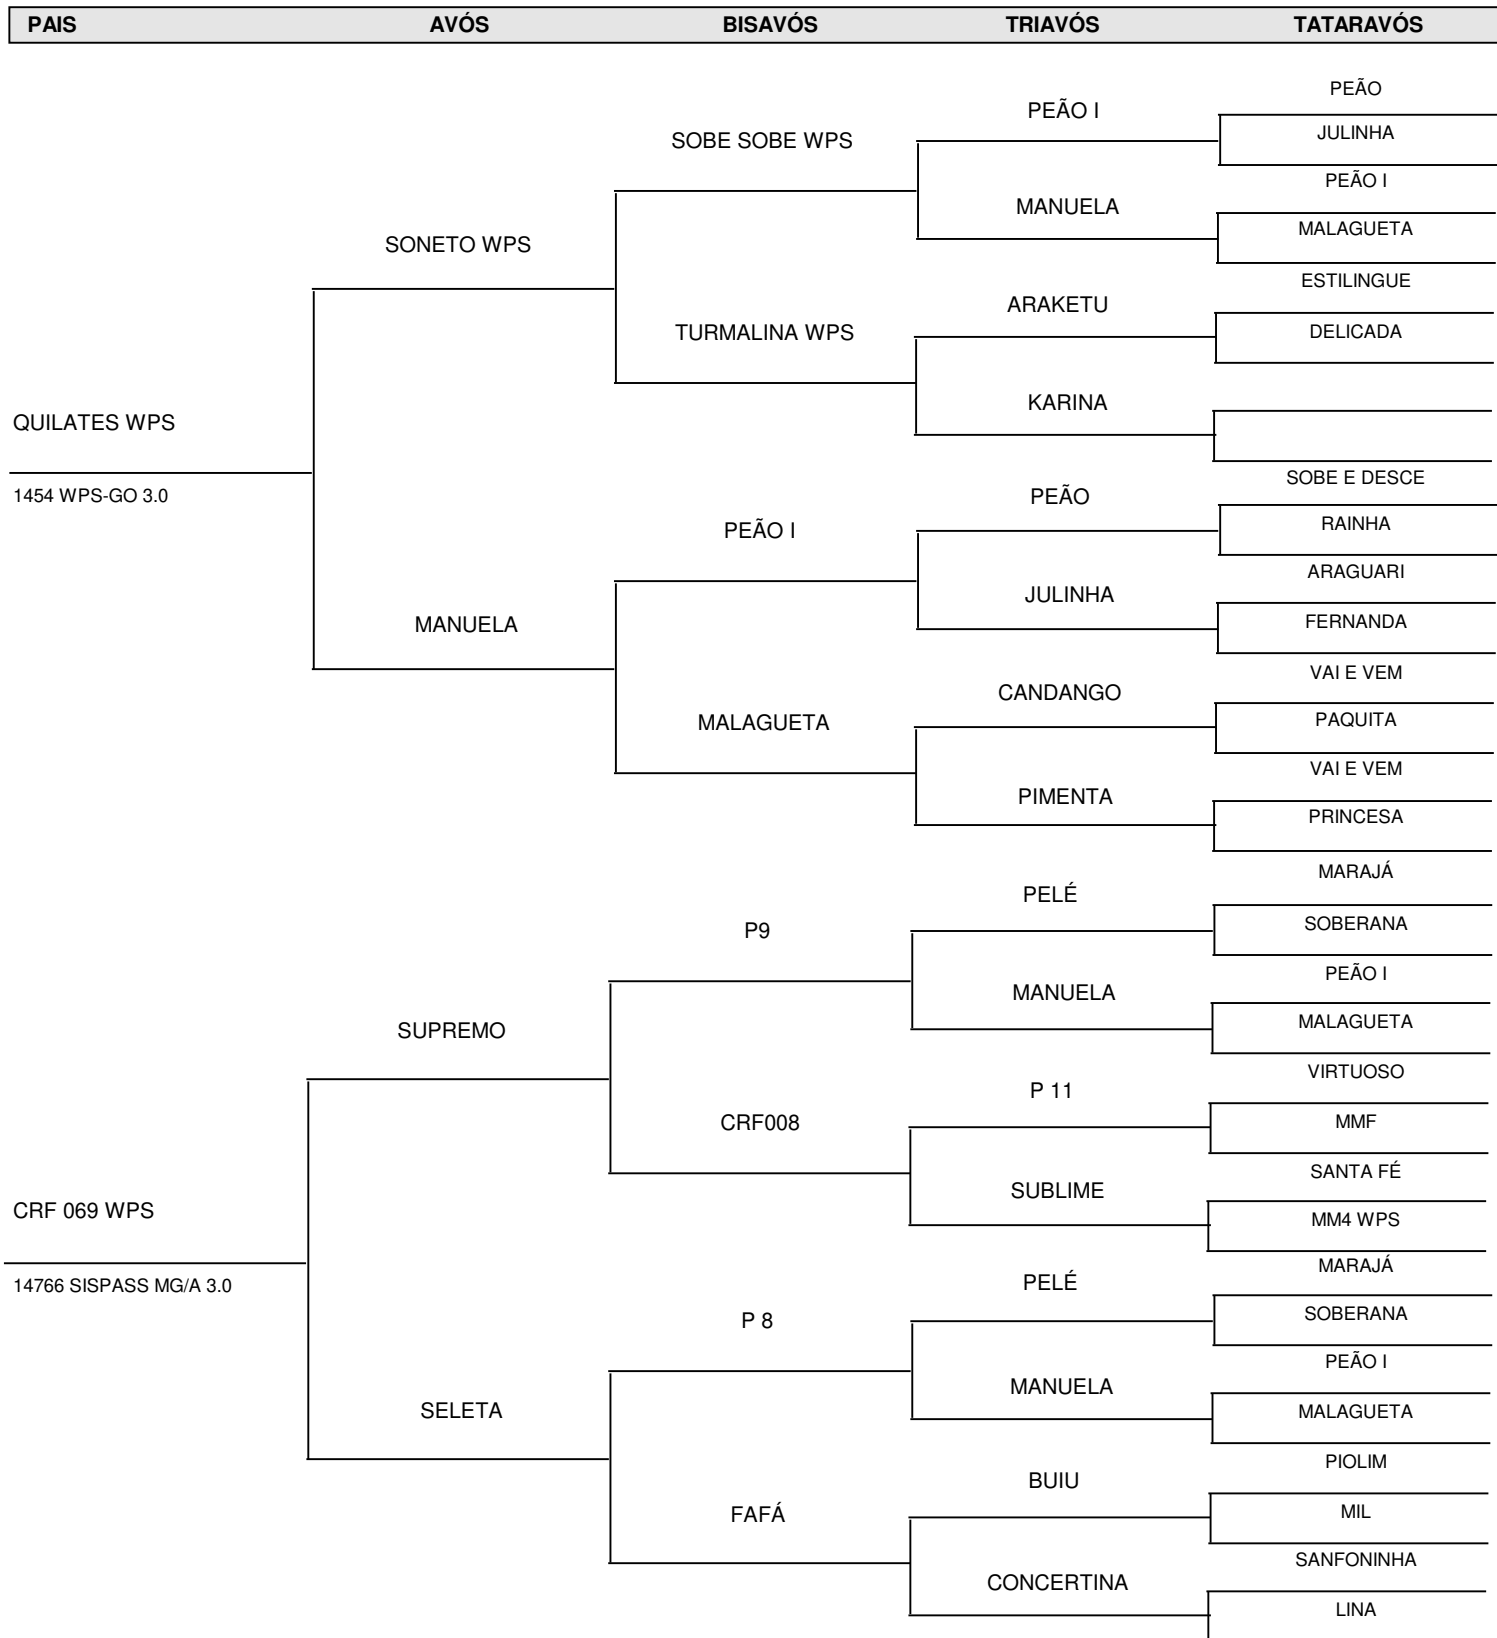 PAIS AVÓS BISAVÓS TRIAVÓS TATARAVÓS
PEÃO
PEÃO I
JULINHA
SOBE SOBE WPS
PEÃO I
MANUELA
MALAGUETA
SONETO WPS
ESTILINGUE
ARAKETU
TURMALINA WPS
DELICADA
KARINA
QUILATES WPS
SOBE E DESCE
1454 WPS-GO 3.0
PEÃO
RAINHA
PEÃO I
ARAGUARI
JULINHA
FERNANDA
MANUELA
VAI E VEM
CANDANGO
PAQUITA
MALAGUETA
VAI E VEM
PIMENTA
PRINCESA
MARAJÁ
PELÉ
SOBERANA
P9
PEÃO I
MANUELA
MALAGUETA
SUPREMO
VIRTUOSO
P 11
MMF
CRF008
SANTA FÉ
SUBLIME
CRF 069 WPS
MM4 WPS
MARAJÁ
14766 SISPASS MG/A 3.0
PELÉ
SOBERANA
P 8
PEÃO I
MANUELA
SELETA
MALAGUETA
PIOLIM
BUIU
MIL
FAFÁ
SANFONINHA
CONCERTINA
LINA